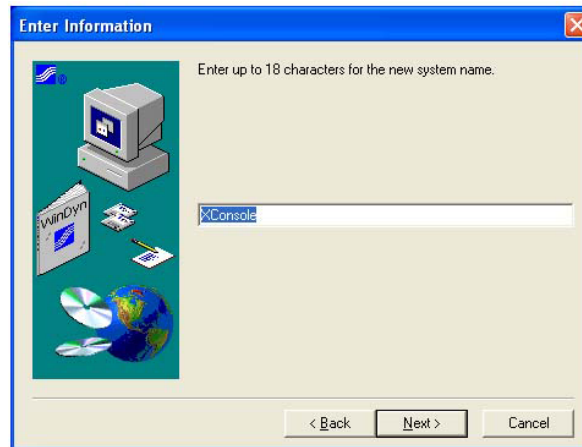 Enter Information
Enter up to 18 characters for the new system name.
WinDyn
XConsole
< Back
Next >
Cancel